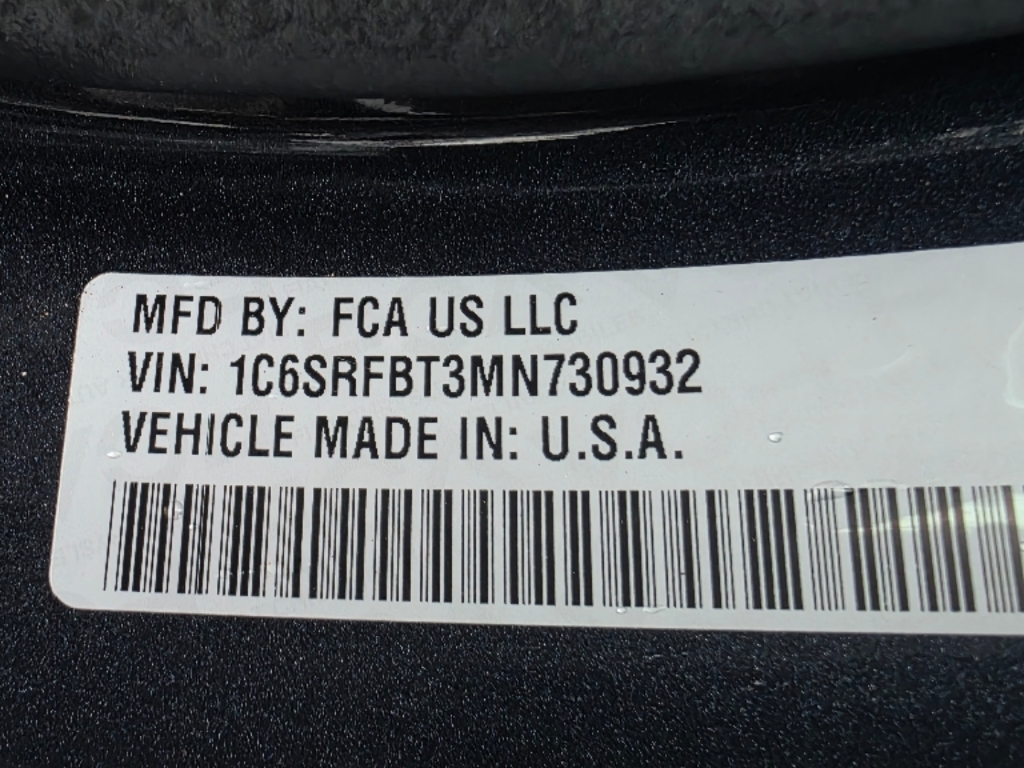 MFD BY: FCA US LLC
VIN: 1C6SRFBT3MN730932
VEHICLE MADE IN: U.S.A.